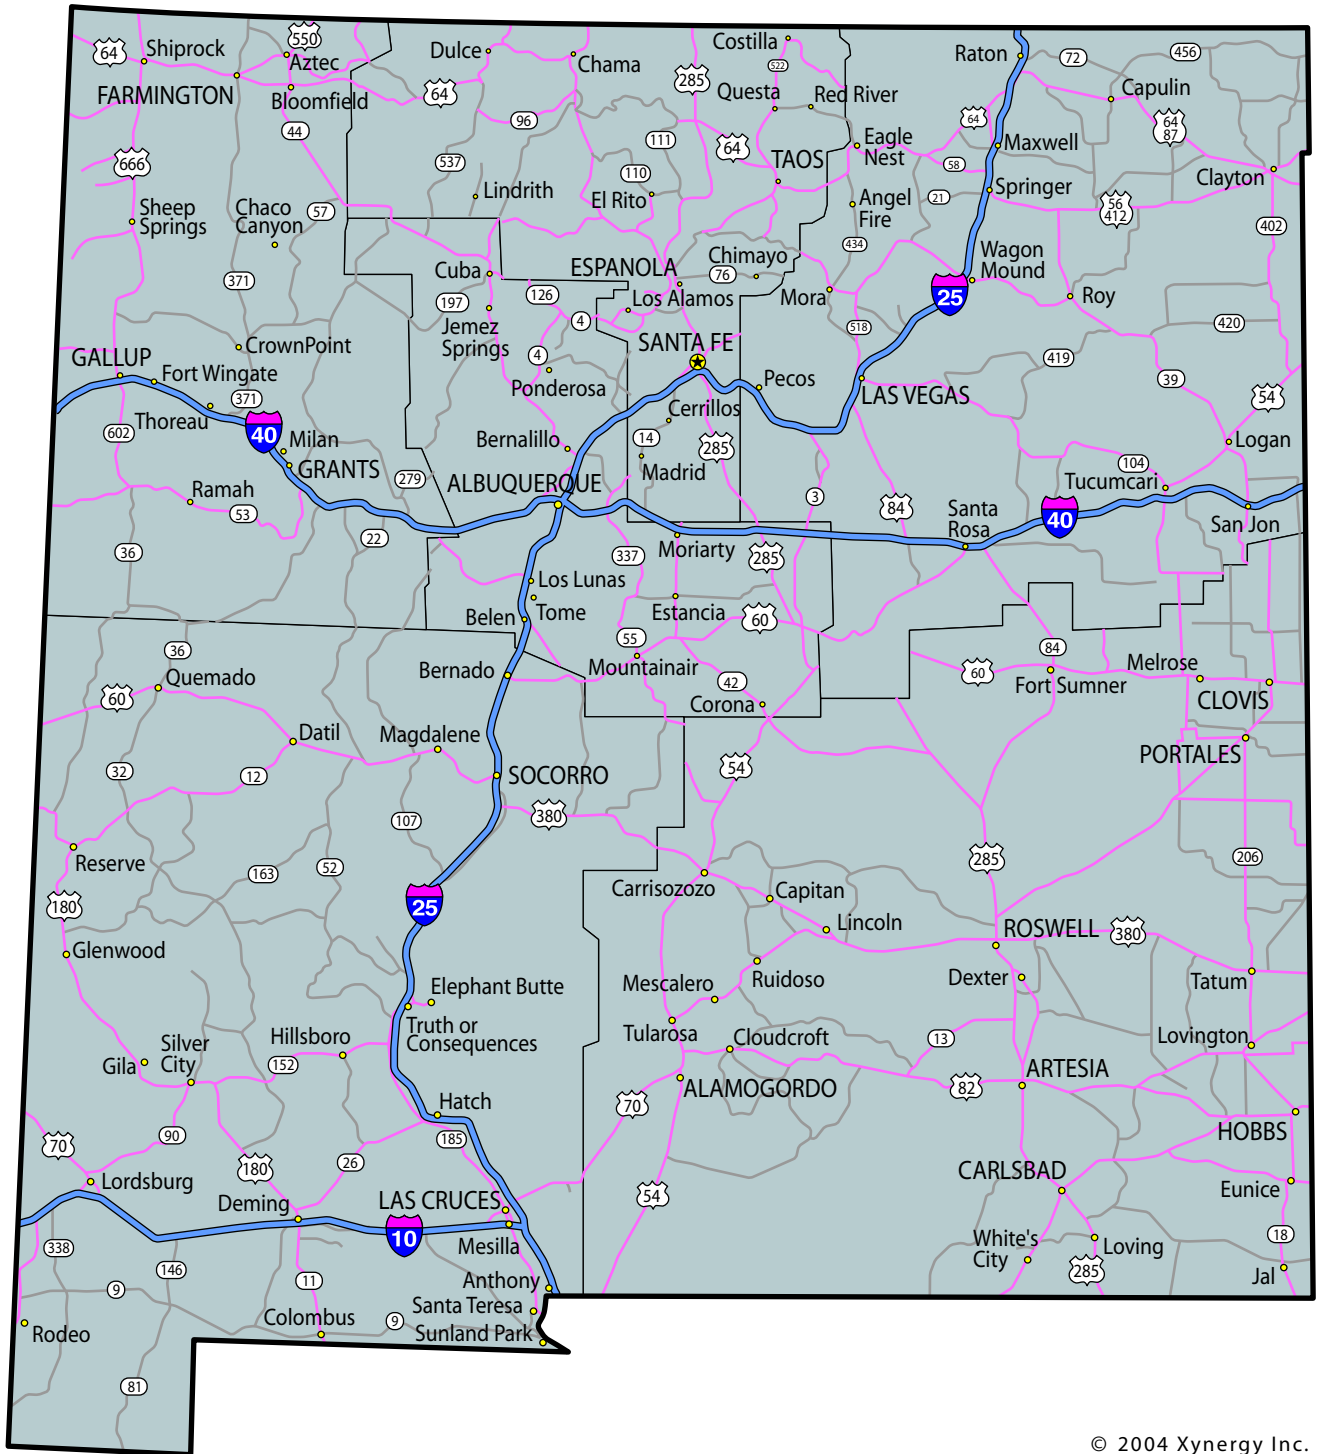 550
64
Shiprock
Aztec
Dulce
Chama
Costilla
522
285
Raton
72
456
FARMINGTON
Bloomfield
64
Questa
Red River
Capulin
44
96
111
64
64
64
87
666
537
110
TAOS
Eagle
Nest
58
Maxwell
Clayton
Lindrith
El Rito
Angel
Fire
21
Springer
56
412
Sheep
Springs
Chaco
Canyon
57
434
402
371
Cuba
ESPANOLA
Chimayo
76
Wagon
Mound
197
126
Los Alamos
Mora
25
Roy
Jemez
Springs
4
518
420
CrownPoint
4
SANTA FE
419
GALLUP
Fort Wingate
Ponderosa
Pecos
39
371
Thoreau
LAS VEGAS
54
602
40
Milan
Bernalillo
Cerrillos
14
285
Logan
GRANTS
279
Madrid
104
Ramah
ALBUQUERQUE
Tucumcari
53
3
84
Santa
Rosa
40
San Jon
36
22
337
Moriarty
285
Los Lunas
Tome
Belen
Estancia
60
55
36
84
Quemado
Bernado
Mountainair
60
Fort Sumner
Melrose
60
42
Corona
CLOVIS
Datil
Magdalene
PORTALES
32
12
SOCORRO
54
107
380
Reserve
163
52
285
206
Carrisozozo
Capitan
180
25
Lincoln
ROSWELL
380
Glenwood
Dexter
Tatum
Elephant Butte
Mescalero
Ruidoso
Truth or
Consequences
Tularosa
Cloudcroft
13
Lovington
Silver
City
Hillsboro
Gila
152
ALAMOGORDO
82
ARTESIA
Hatch
70
70
90
185
HOBBS
180
26
CARLSBAD
Lordsburg
Deming
LAS CRUCES
54
Eunice
10
Mesilla
White's
City
Loving
18
338
146
11
Anthony
285
Jal
9
Colombus
9
Santa Teresa
Rodeo
Sunland Park
81
© 2004 Xynergy Inc.